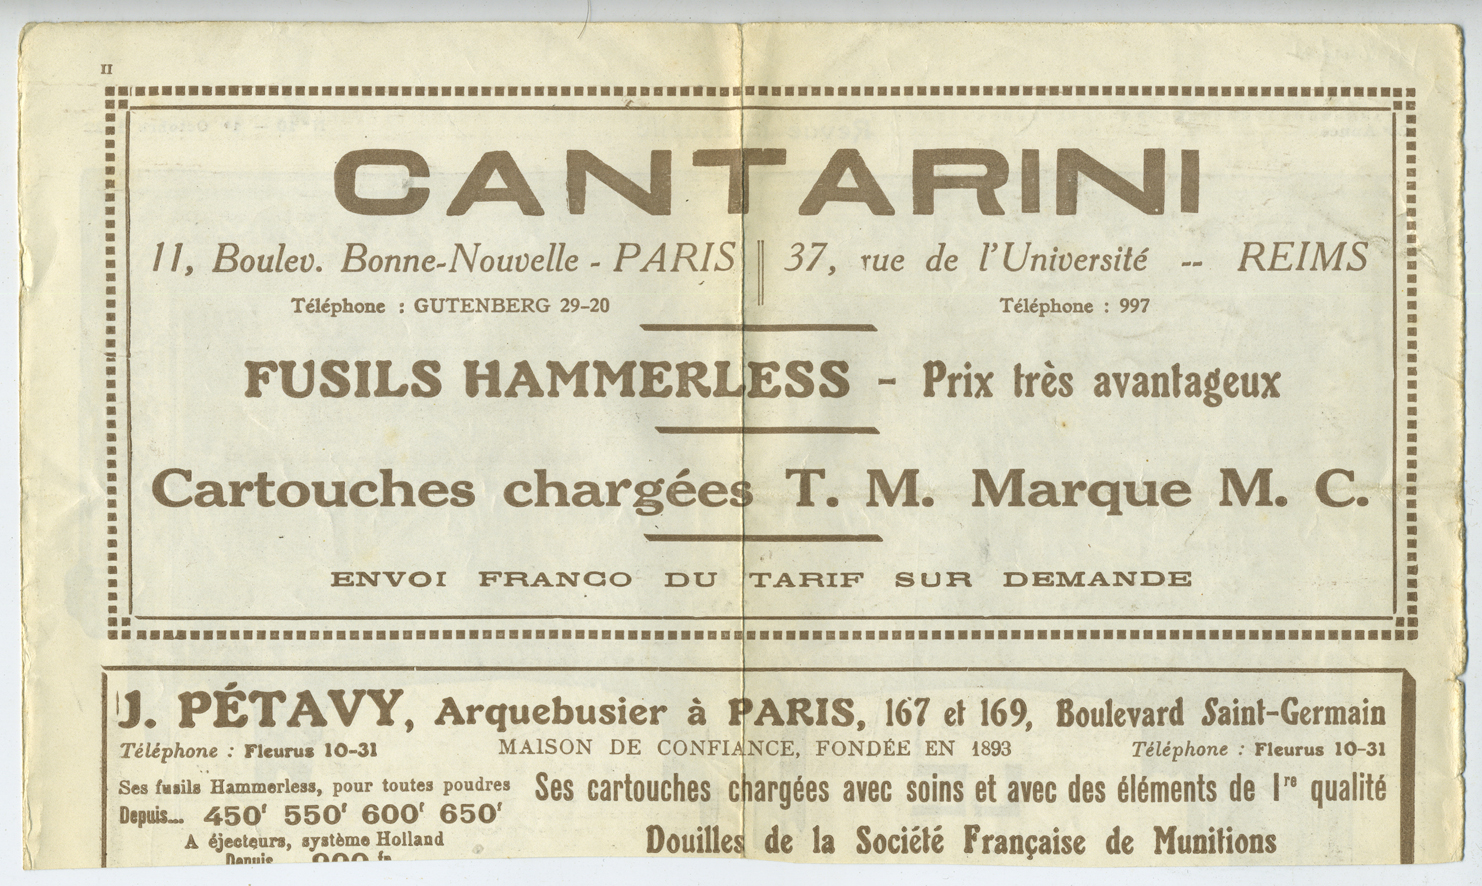 II
CANTARINI
11, Boulev. Bonne-Nouvelle - PARIS
Téléphone : GUTENBERG 29-20
37, rue de l'Université -- REIMS
Téléphone : 997
FUSILS HAMMERLESS - Prix très avantageux
Cartouches chargées T. M. Marque M. C.
ENVOI FRANCO DU TARIF SUR DEMANDE
J. PÉTAVY, Arquebusier à PARIS, 167 et 169, Boulevard Saint-Germain
Téléphone : Fleurus 10-31 MAISON DE CONFIANCE, FONDÉE EN 1893 Téléphone : Fleurus 10-31
Ses fusils Hammerless, pour toutes poudres
Depuis... 450f 550f 600f 650f
A éjecteurs, système Holland
Depuis 900 fr
Ses cartouches chargées avec soins et avec des éléments de 1re qualité
Douilles de la Société Française de Munitions